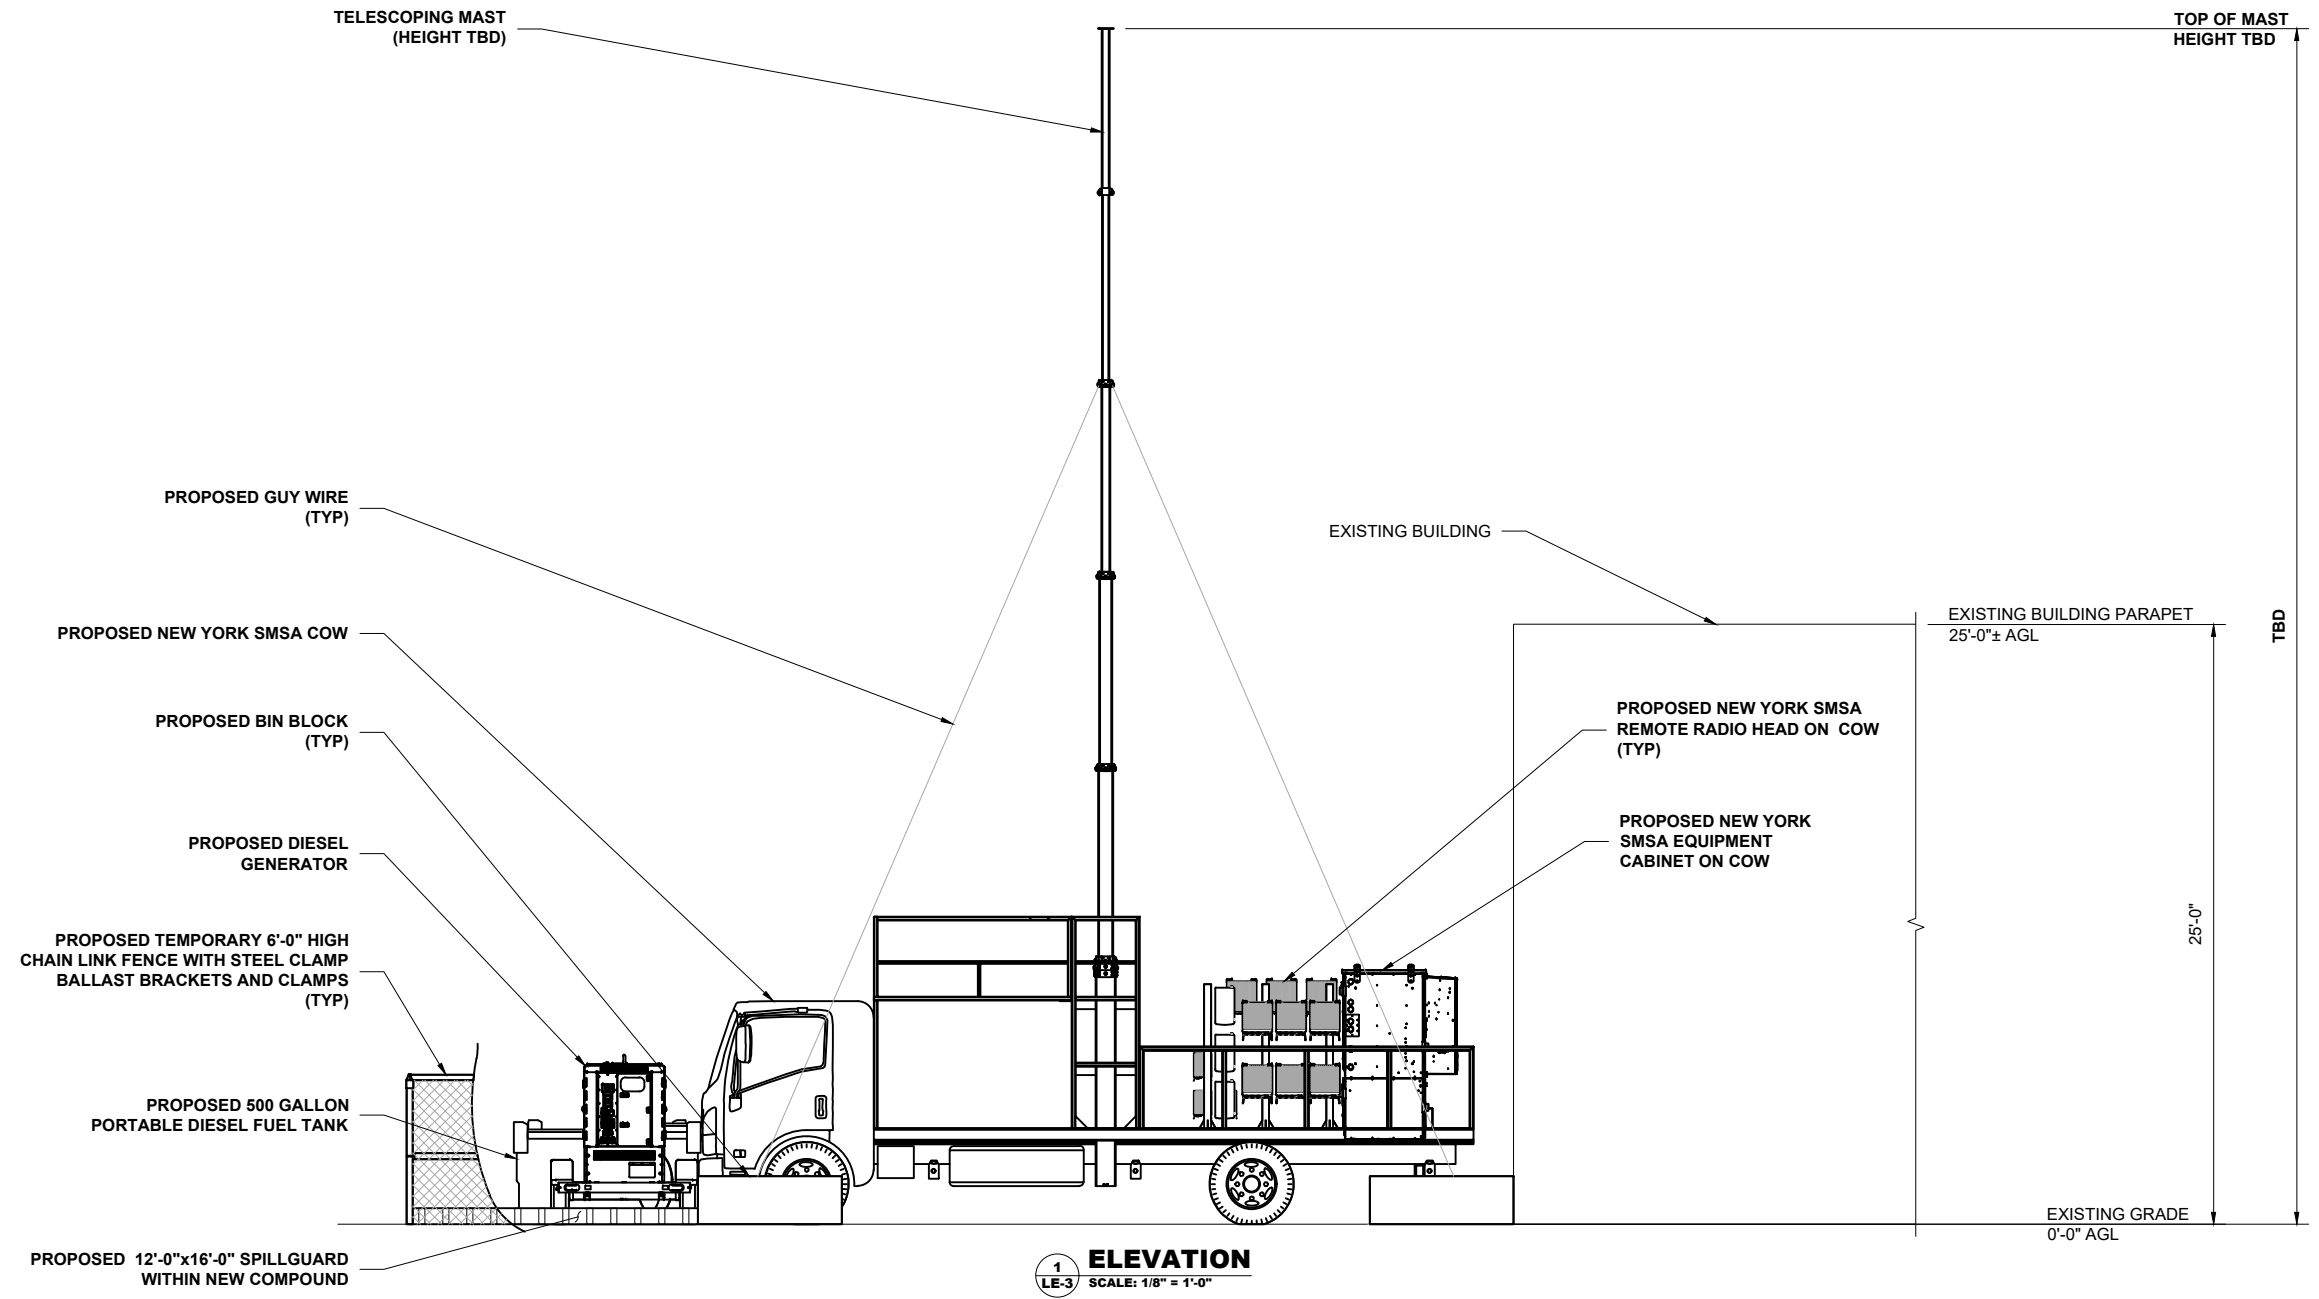 TELESCOPING MAST
(HEIGHT TBD)
TOP OF MAST
HEIGHT TBD
PROPOSED GUY WIRE
(TYP)
EXISTING BUILDING
EXISTING BUILDING PARAPET
25'-0"± AGL
TBD
PROPOSED NEW YORK SMSA COW
PROPOSED BIN BLOCK
(TYP)
PROPOSED NEW YORK SMSA
REMOTE RADIO HEAD ON COW
(TYP)
PROPOSED DIESEL
GENERATOR
PROPOSED NEW YORK
SMSA EQUIPMENT
CABINET ON COW
25'-0"
PROPOSED TEMPORARY 6'-0" HIGH
CHAIN LINK FENCE WITH STEEL CLAMP
BALLAST BRACKETS AND CLAMPS
(TYP)
PROPOSED 500 GALLON
PORTABLE DIESEL FUEL TANK
EXISTING GRADE
0'-0" AGL
PROPOSED 12'-0"x16'-0" SPILLGUARD
WITHIN NEW COMPOUND
1
LE-3
ELEVATION
SCALE: 1/8" = 1'-0"